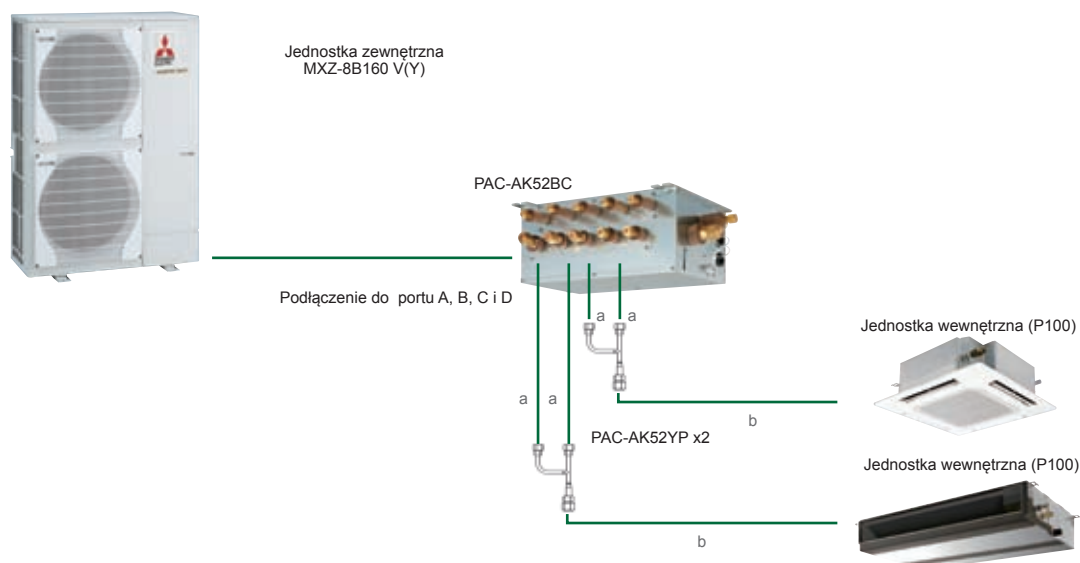 Jednostka zewnętrzna
MXZ-8B160 V(Y)
PAC-AK52BC
Podłączenie do portu A, B, C i D
a
a
Jednostka wewnętrzna (P100)
a
a
b
PAC-AK52YP x2
Jednostka wewnętrzna (P100)
b